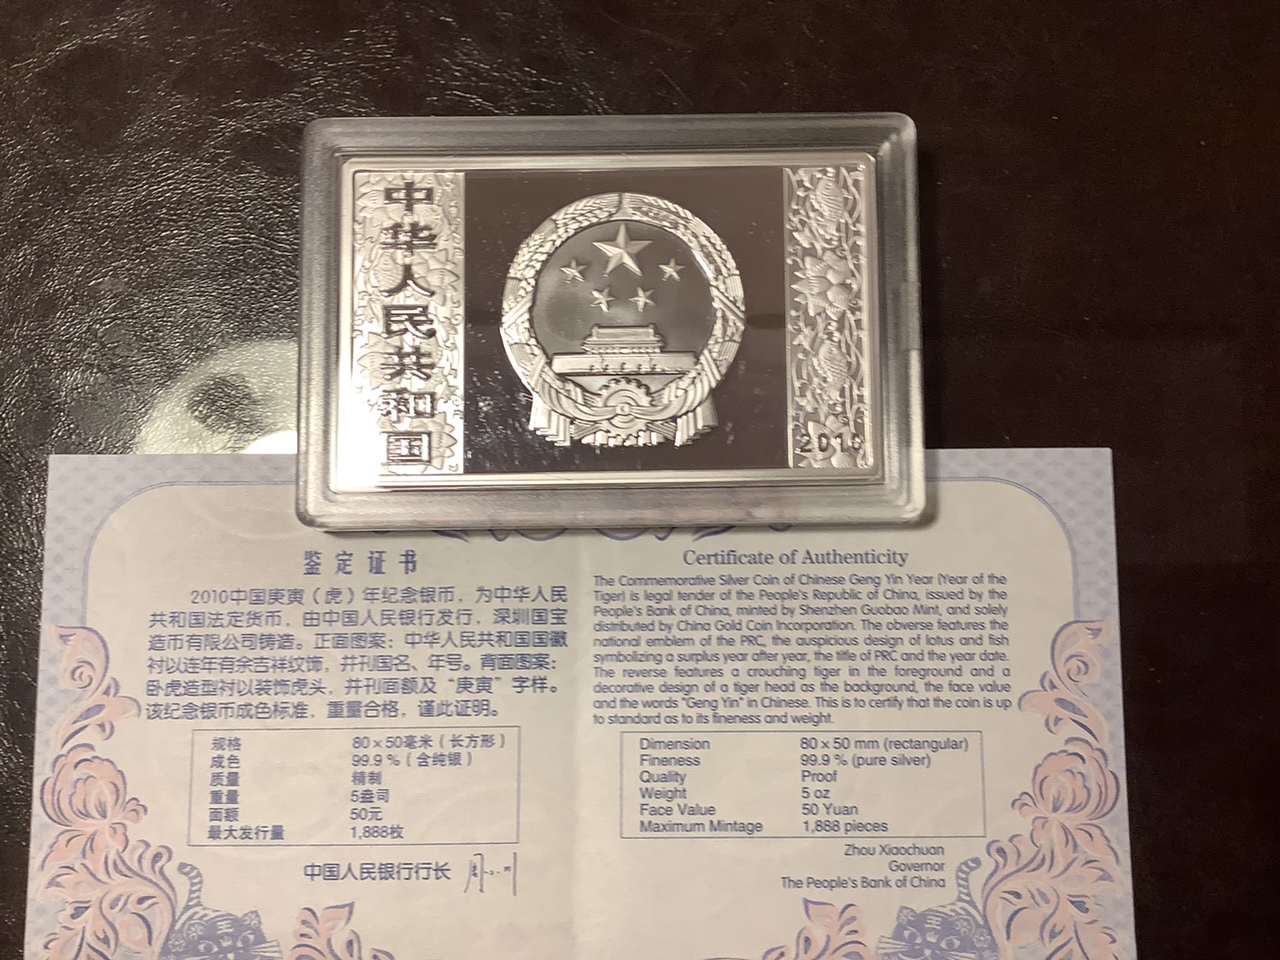 中华人民共和国
2010
鉴定证书
2010中国庚寅（虎）年纪念银币，为中华人民
共和国法定货币，由中国人民银行发行，深圳国宝
造币有限公司铸造。正面图案：中华人民共和国国徽
衬以连年有余吉祥纹饰，并刊国名、年号。背面图案：
卧虎造型衬以装饰虎头，并刊面额及“庚寅”字样。
该纪念银币成色标准，重量合格，谨此证明。
规格 80×50毫米（长方形）
成色 99.9％（含纯银）
质量 精制
重量 5盎司
面额 50元
最大发行量 1,888枚
中国人民银行行长
Certificate of Authenticity
The Commemorative Silver Coin of Chinese Geng Yin Year (Year of the
Tiger) is legal tender of the People's Republic of China, issued by the
People's Bank of China, minted by Shenzhen Guobao Mint, and solely
distributed by China Gold Coin Incorporation. The obverse features the
national emblem of the PRC, the auspicious design of lotus and fish
symbolizing a surplus year after year, the title of PRC and the year date.
The reverse features a crouching tiger in the foreground and a
decorative design of a tiger head as the background, the face value
and the words "Geng Yin" in Chinese. This is to certify that the coin is up
to standard as to its fineness and weight.
Dimension 80×50 mm (rectangular)
Fineness 99.9 % (pure silver)
Quality Proof
Weight 5 oz
Face Value 50 Yuan
Maximum Mintage 1,888 pieces
Zhou Xiaochuan
Governor
The People's Bank of China